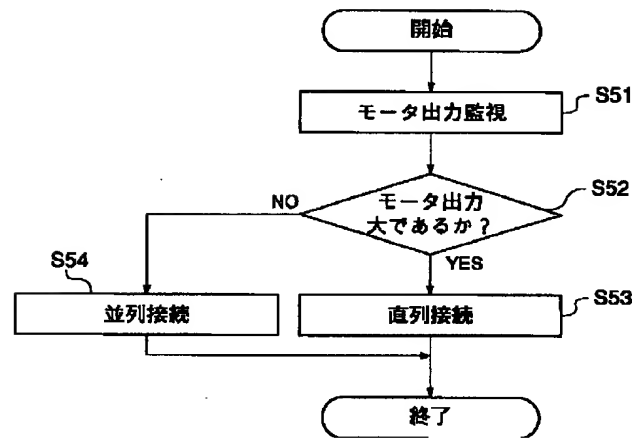 開始
モータ出力監視
S51
モータ出力
大であるか?
S52
NO
YES
S54
並列接続
直列接続
S53
終了